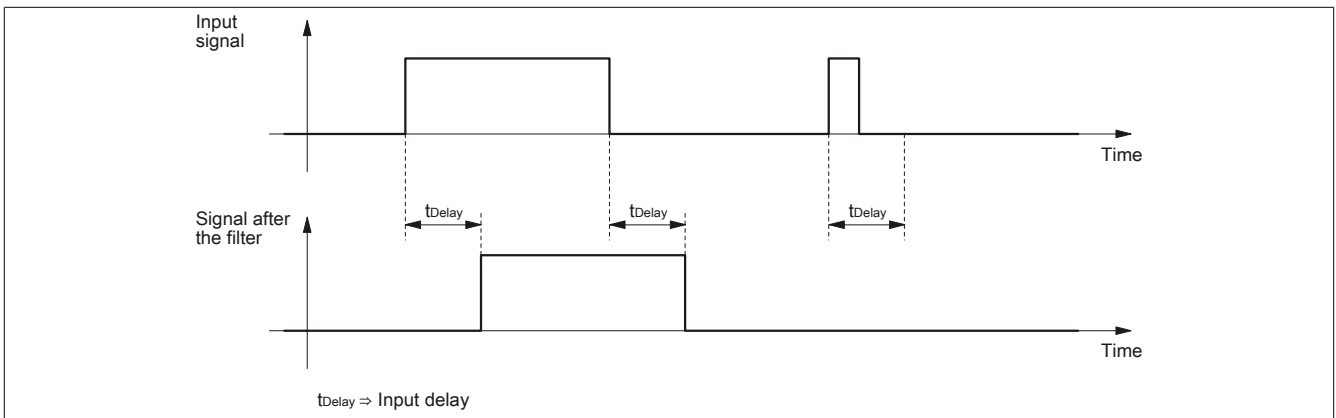 Input
signal
Time
Signal after
the filter
tDelay
tDelay
tDelay
Time
tDelay ⇒ Input delay